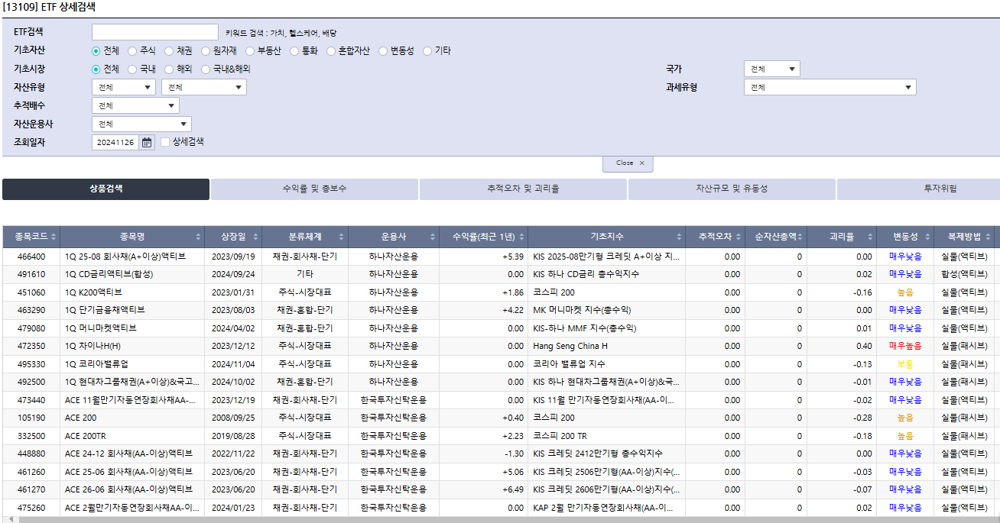 [13109] ETF 상세검색
ETF검색 키워드 검색 : 가치, 헬스케어, 배당
기초자산 전체 주식 채권 원자재 부동산 통화 혼합자산 변동성 기타
기초시장 전체 국내 해외 국내&해외 국가 전체
자산유형 전체 전체 과세유형 전체
추적배수 전체
자산운용사 전체
조회일자 20241126 상세검색
Close ×
상품검색 수익률 및 총보수 추적오차 및 괴리율 자산규모 및 유동성 투자위험
종목코드 종목명 상장일 분류체계 운용사 수익률(최근 1년) 기초지수 추적오차 순자산총액 괴리율 변동성 복제방법
466400 1Q 25-08 회사채(A+이상)액티브 2023/09/19 채권-회사채-단기 하나자산운용 +5.39 KIS 2025-08만기형 크레딧 A+이상 지... 0.00 0 0.00 매우낮음 실물(액티브)
491610 1Q CD금리액티브(합성) 2024/09/24 기타 하나자산운용 0.00 KIS 하나 CD금리 총수익지수 0.00 0 0.02 매우낮음 합성(액티브)
451060 1Q K200액티브 2023/01/31 주식-시장대표 하나자산운용 +1.86 코스피 200 0.00 0 -0.16 높음 실물(액티브)
463290 1Q 단기금융채액티브 2023/08/03 채권-혼합-단기 하나자산운용 +4.22 MK 머니마켓 지수(총수익) 0.00 0 0.00 매우낮음 실물(액티브)
479080 1Q 머니마켓액티브 2024/04/02 채권-혼합-단기 하나자산운용 0.00 KIS-하나 MMF 지수(총수익) 0.00 0 0.01 매우낮음 실물(액티브)
472350 1Q 차이나H(H) 2023/12/12 주식-시장대표 하나자산운용 0.00 Hang Seng China H 0.00 0 0.40 매우높음 실물(패시브)
495330 1Q 코리아밸류업 2024/11/04 주식-시장대표 하나자산운용 0.00 코리아 밸류업 지수 0.00 0 -0.13 보통 실물(패시브)
492500 1Q 현대차그룹채권(A+이상)&국고... 2024/10/02 채권-혼합-단기 하나자산운용 0.00 KIS 하나 현대차그룹채권(A+이상)&국... 0.00 0 -0.01 매우낮음 실물(액티브)
473440 ACE 11월만기자동연장회사채AA-... 2023/12/19 채권-회사채-단기 한국투자신탁운용 0.00 KIS 11월 만기자동연장회사채(AA-이... 0.00 0 -0.02 매우낮음 실물(액티브)
105190 ACE 200 2008/09/25 주식-시장대표 한국투자신탁운용 +0.40 코스피 200 0.00 0 -0.28 높음 실물(패시브)
332500 ACE 200TR 2019/08/28 주식-시장대표 한국투자신탁운용 +2.23 코스피 200 TR 0.00 0 -0.18 높음 실물(패시브)
448880 ACE 24-12 회사채(AA-이상)액티브 2022/11/22 채권-회사채-단기 한국투자신탁운용 -1.30 KIS 크레딧 2412만기형 총수익지수 0.00 0 0.00 매우낮음 실물(액티브)
461260 ACE 25-06 회사채(AA-이상)액티브 2023/06/20 채권-회사채-단기 한국투자신탁운용 +5.06 KIS 크레딧 2506만기형(AA-이상)지수(... 0.00 0 -0.03 매우낮음 실물(액티브)
461270 ACE 26-06 회사채(AA-이상)액티브 2023/06/20 채권-회사채-단기 한국투자신탁운용 +6.49 KIS 크레딧 2606만기형(AA-이상)지수(... 0.00 0 -0.07 매우낮음 실물(액티브)
475260 ACE 2월만기자동연장회사채AA-이... 2024/01/23 채권-회사채-단기 한국투자신탁운용 0.00 KAP 2월 만기자동연장회사채(AA-이... 0.00 0 0.02 매우낮음 실물(액티브)